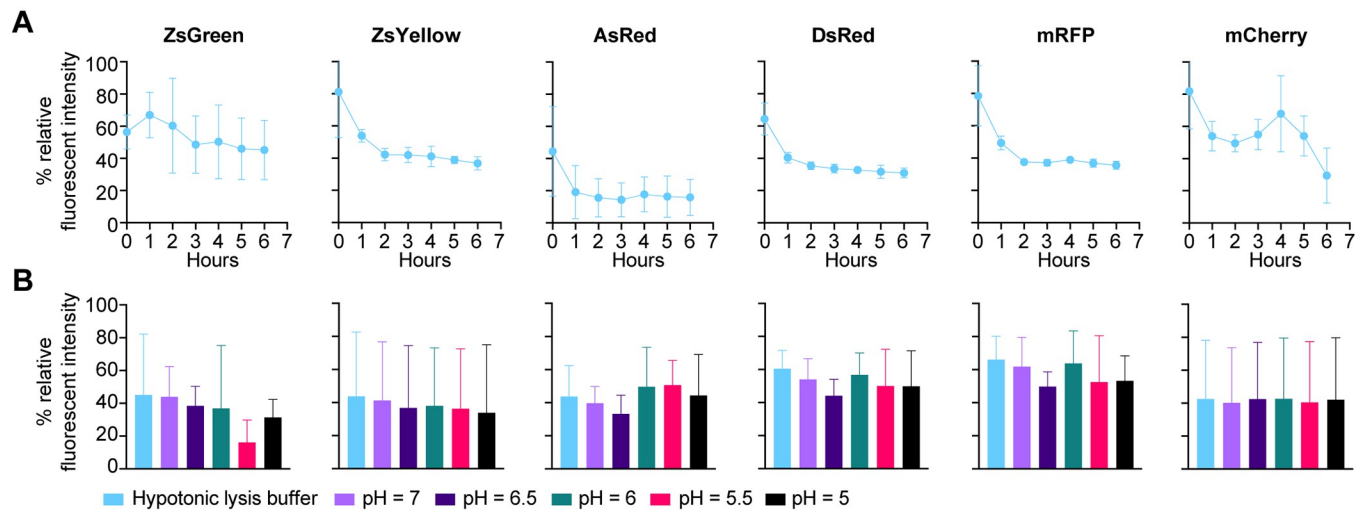 A
ZsGreen ZsYellow AsRed DsRed mRFP mCherry
% relative
fluorescent intensity
100
80
60
40
20
0
0 1 2 3 4 5 6 7 0 1 2 3 4 5 6 7 0 1 2 3 4 5 6 7 0 1 2 3 4 5 6 7 0 1 2 3 4 5 6 7 0 1 2 3 4 5 6 7
Hours Hours Hours Hours Hours Hours
B
% relative
fluorescent intensity
100
80
60
40
20
0
Hypotonic lysis buffer pH = 7 pH = 6.5 pH = 6 pH = 5.5 pH = 5